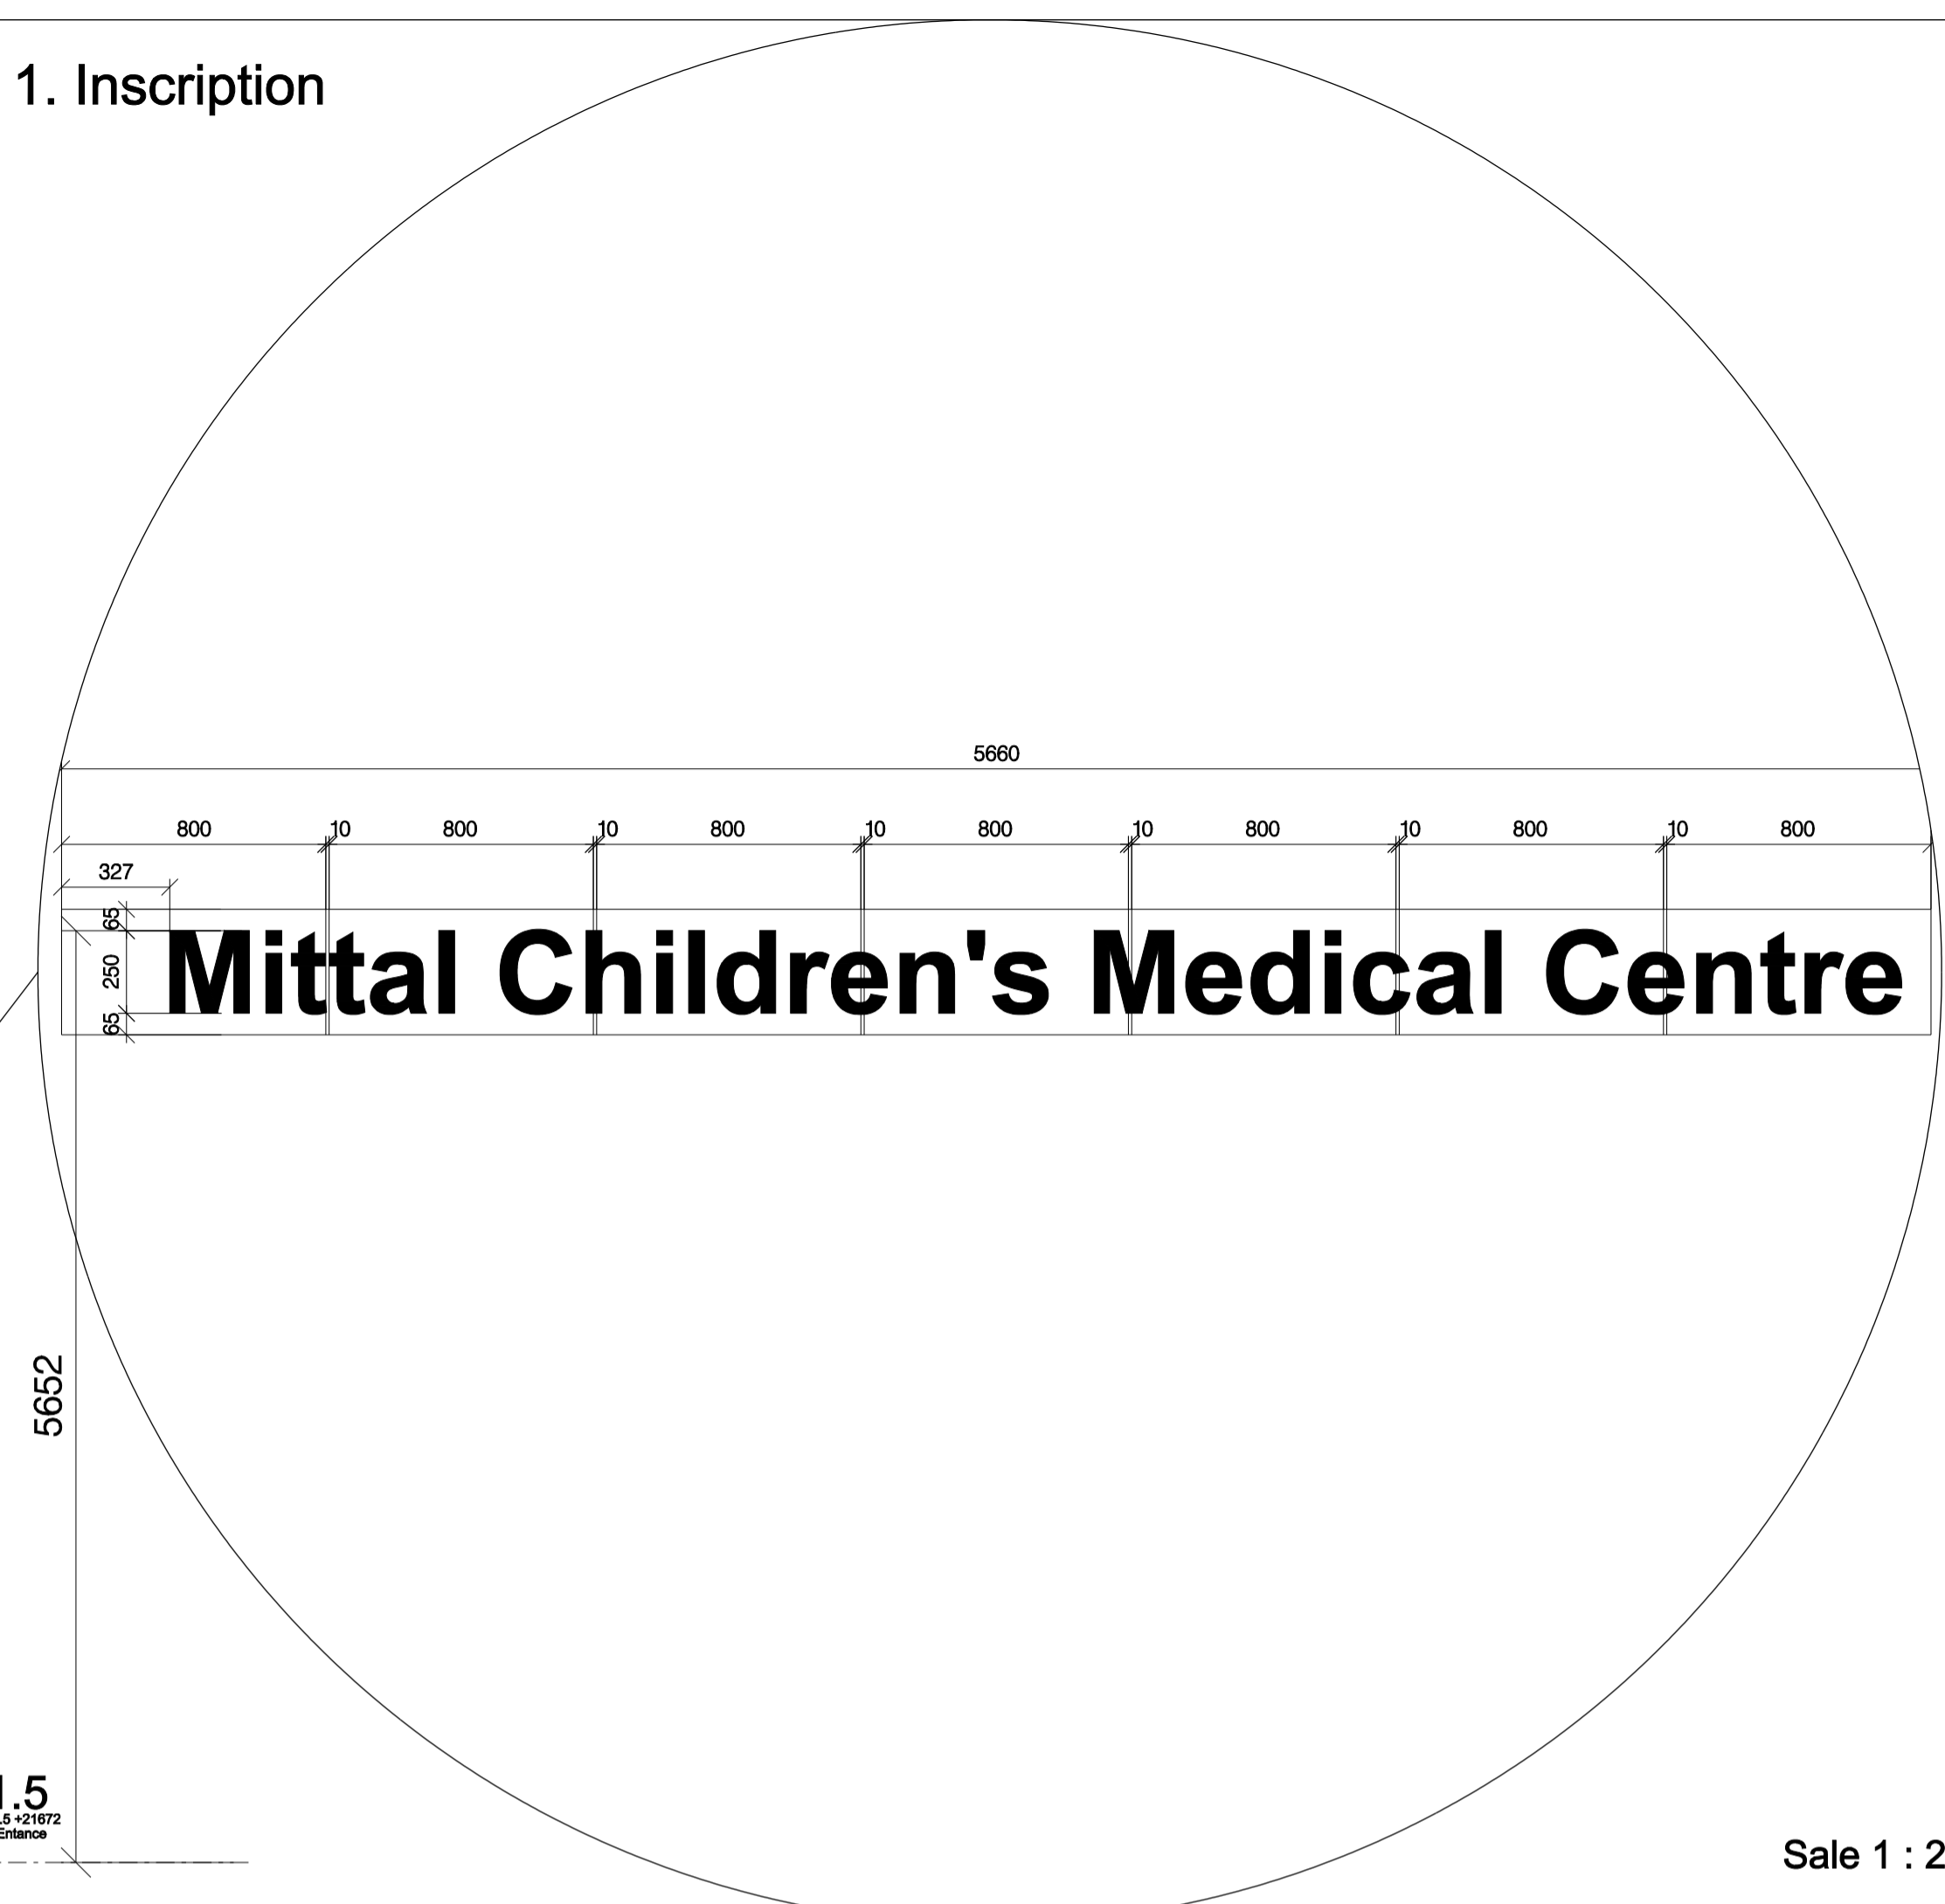 1. Inscription
5660
800 10 800 10 800 10 800 10 800 10 800 10 800
327
65
Mittal Children's Medical Centre
250
65
5652
.5
.5 +21672
Entance
Sale 1 : 2